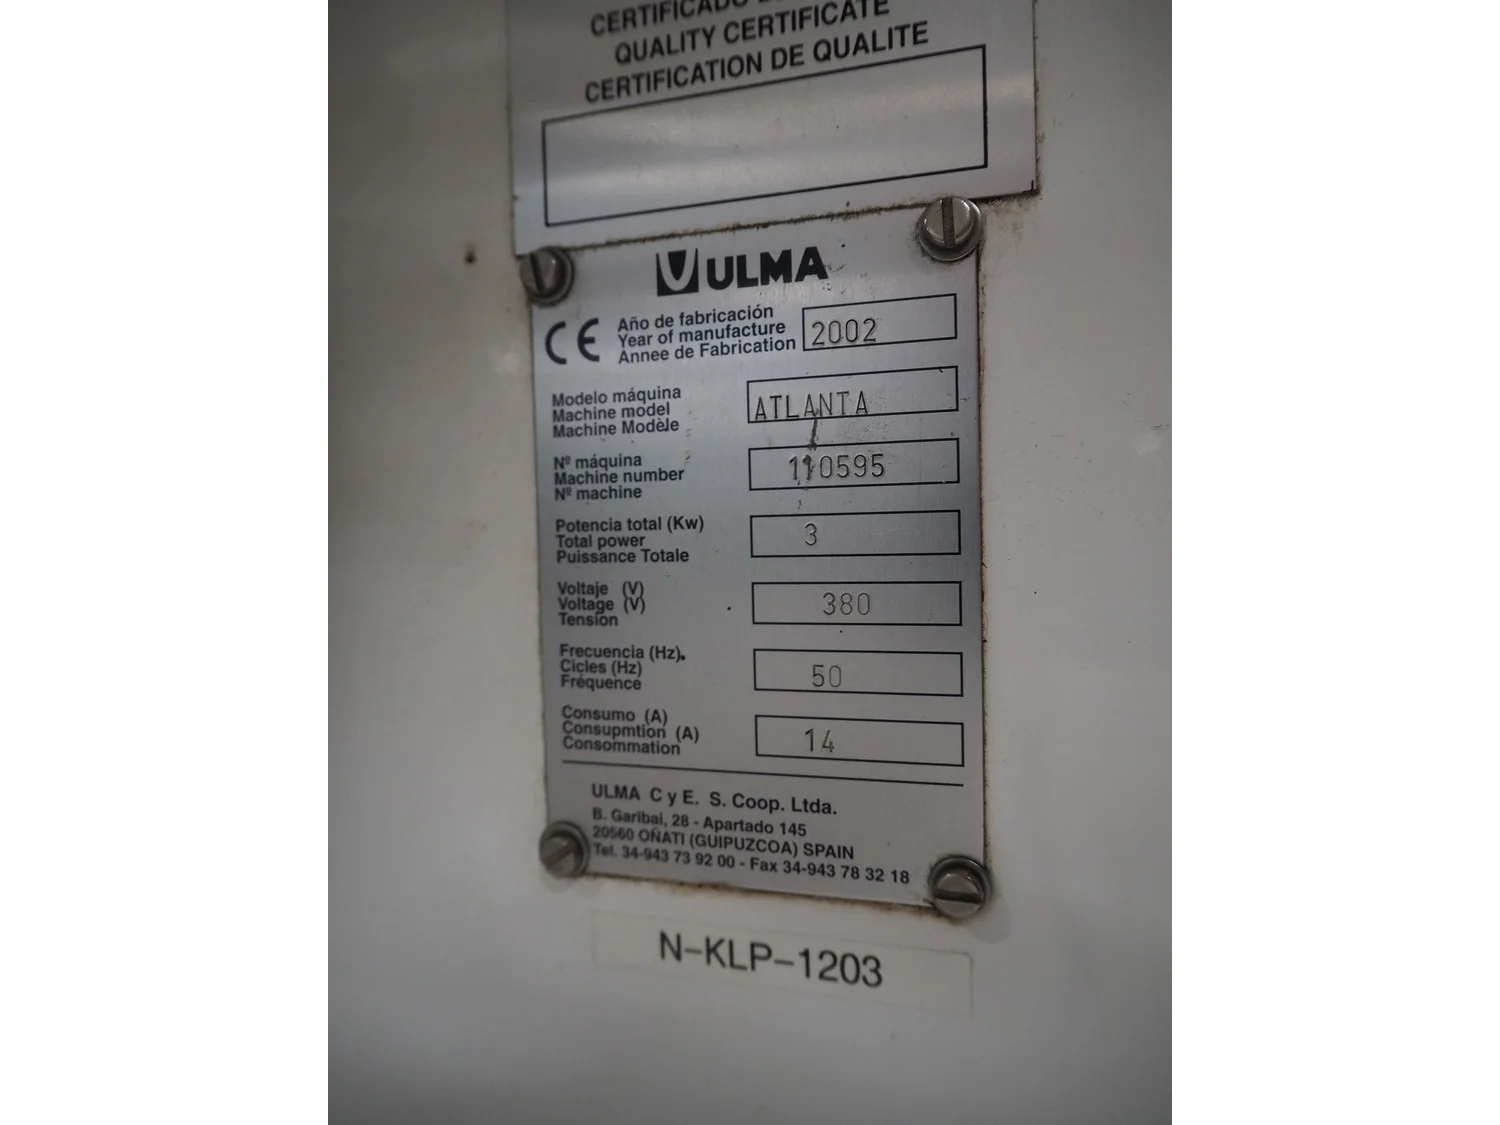 CERTIFICADO
QUALITY CERTIFICATE
CERTIFICATION DE QUALITE
ULMA
CE
Año de fabricación
Year of manufacture
Annee de Fabrication
2002
Modelo máquina
Machine model
Machine Modèle
ATLANTA
Nº máquina
Machine number
Nº machine
110595
Potencia total (Kw)
Total power
Puissance Totale
3
Voltaje (V)
Voltage (V)
Tension
380
Frecuencia (Hz).
Cicles (Hz)
Fréquence
50
Consumo (A)
Consupmtion (A)
Consommation
14
ULMA C y E. S. Coop. Ltda.
B. Garibai, 28 - Apartado 145
20560 OÑATI (GUIPUZCOA) SPAIN
Tel. 34-943 73 92 00 - Fax 34-943 78 32 18
N-KLP-1203